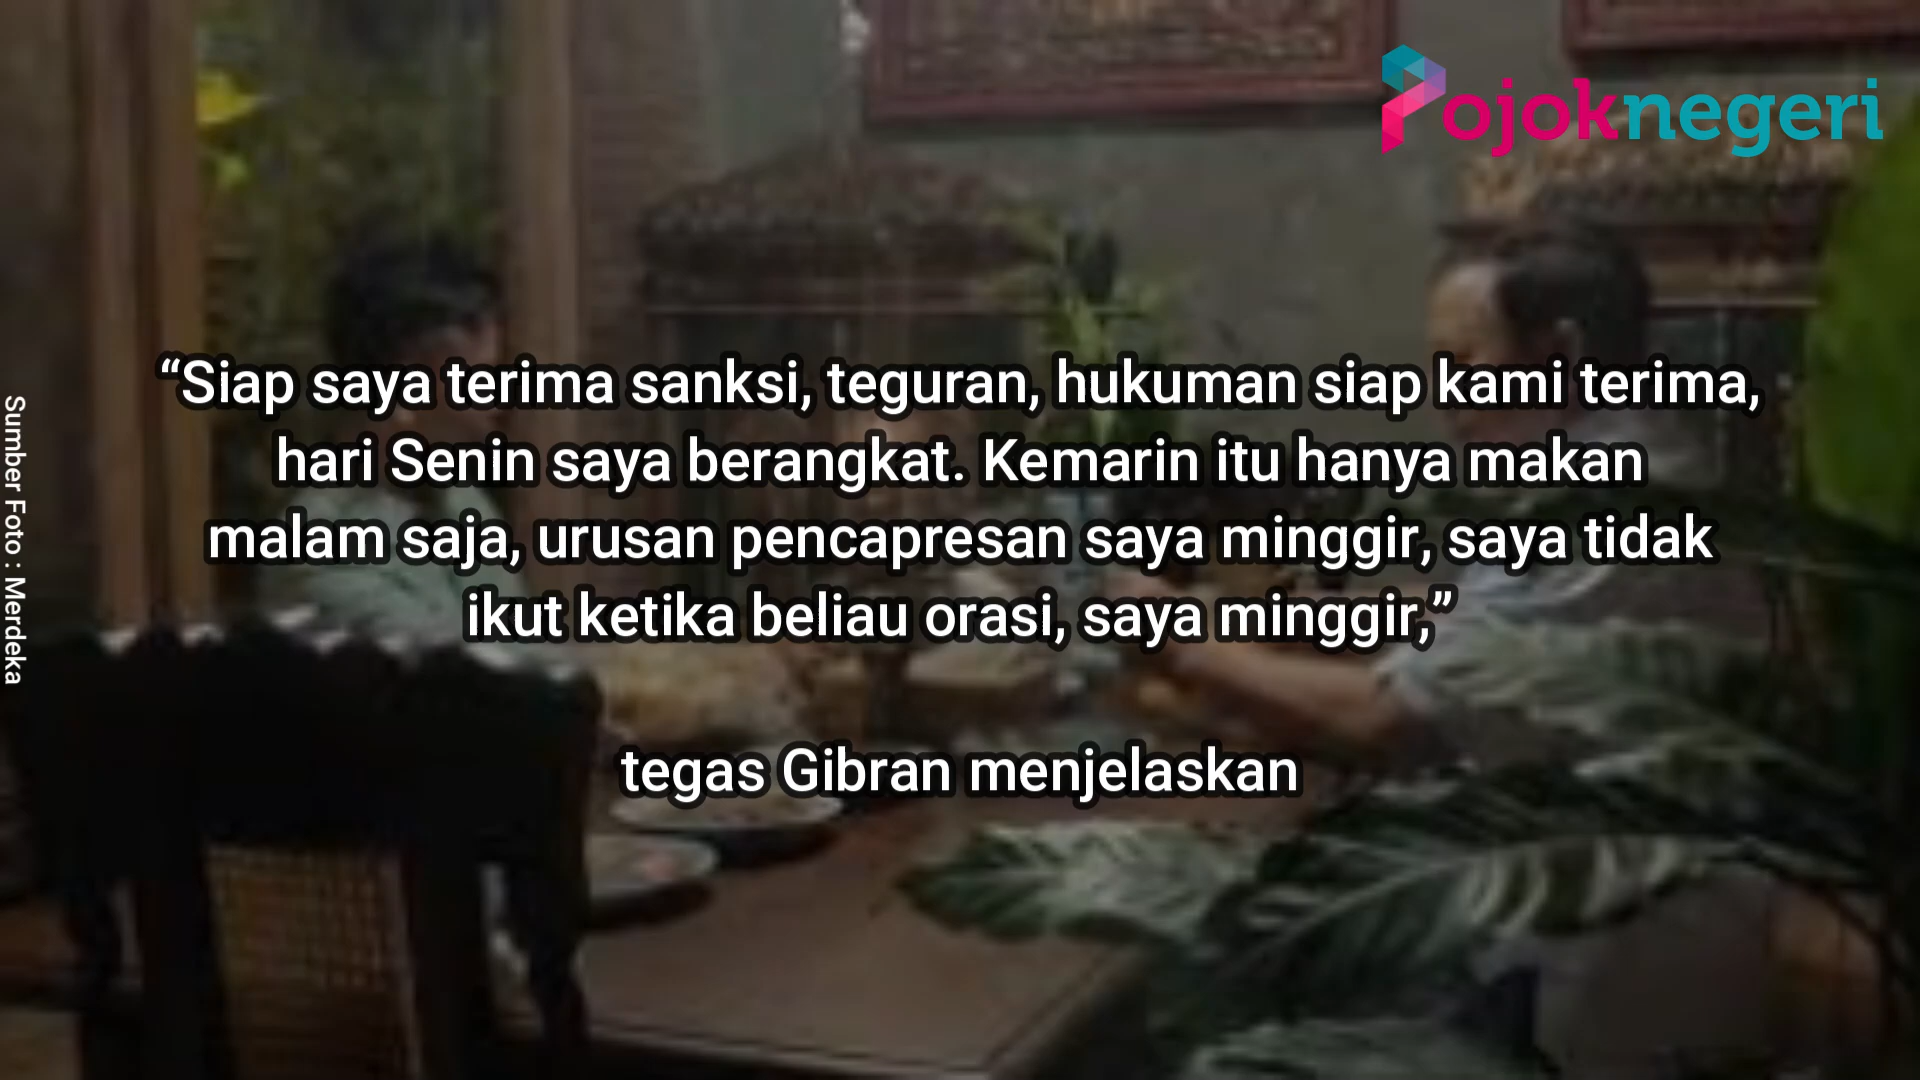 Pojoknegeri
“Siap saya terima sanksi, teguran, hukuman siap kami terima,
hari Senin saya berangkat. Kemarin itu hanya makan
malam saja, urusan pencapresan saya minggir, saya tidak
ikut ketika beliau orasi, saya minggir,”
tegas Gibran menjelaskan
Sumber Foto : Merdeka